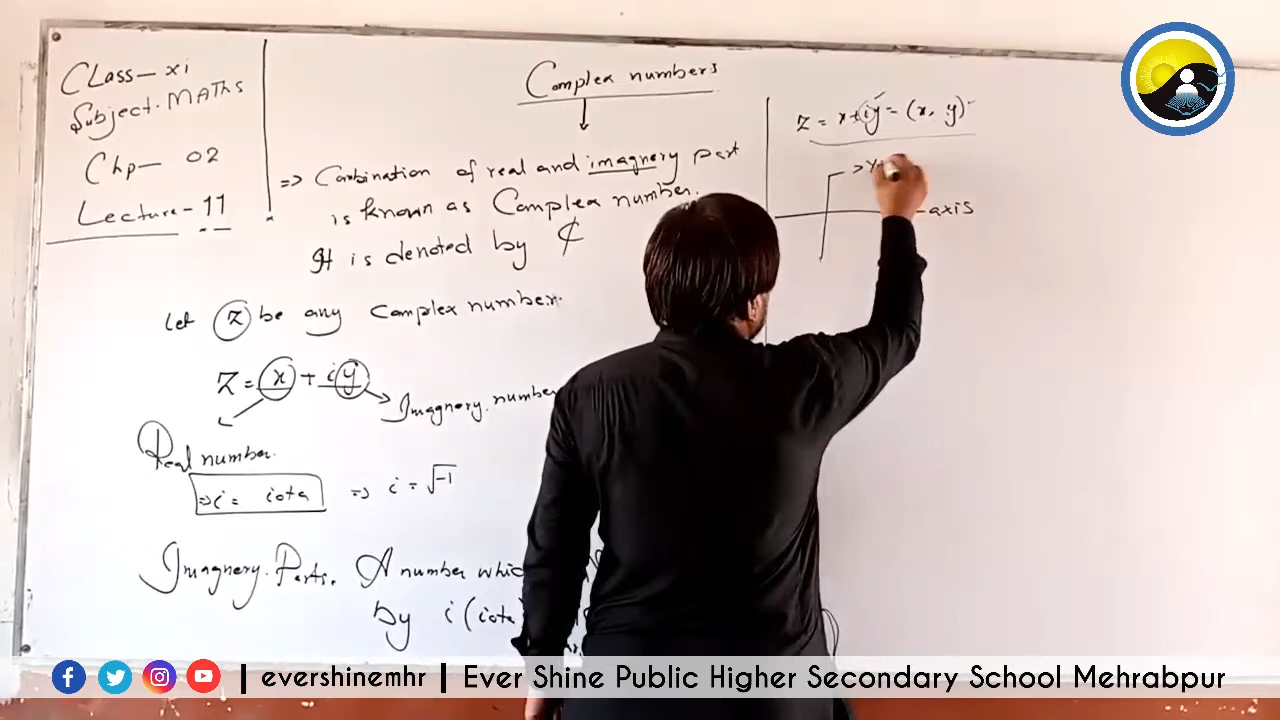 Class - xi
Subject. MATHs
Chp - 02
Lecture - 11
Complex numbers
=> Combination of real and imagnery part
is known as Complex number.
It is denoted by ₵
Let z be any Complex number.
Z = x + iy
Imagnery. number
Real number.
=> i = iota => i = √-1
Imagnery. Parts. A number which
by i (iota)
Z = x + iy = (x, y)
> y
-axis
| evershinemhr | Ever Shine Public Higher Secondary School Mehrabpur